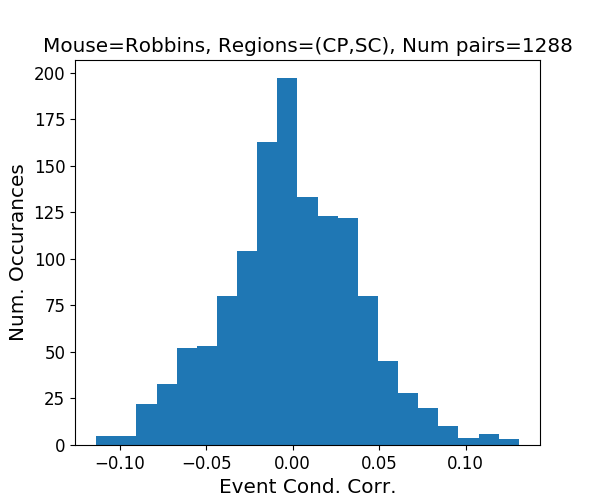 Mouse=Robbins, Regions=(CP,SC), Num pairs=1288
200
175
150
125
100
75
50
25
0
Num. Occurances
−0.10 −0.05 0.00 0.05 0.10
Event Cond. Corr.